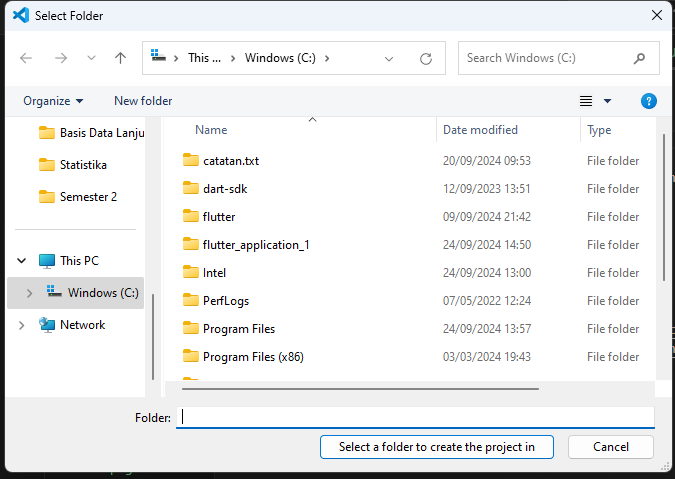 Select Folder
This ... Windows (C:)
Search Windows (C:)
Organize
New folder
?
Name Date modified Type
Basis Data Lanju
Statistika
Semester 2
This PC
Windows (C:)
Network
catatan.txt 20/09/2024 09:53 File folder
dart-sdk 12/09/2023 13:51 File folder
flutter 09/09/2024 21:42 File folder
flutter_application_1 24/09/2024 14:50 File folder
Intel 24/09/2024 13:00 File folder
PerfLogs 07/05/2022 12:24 File folder
Program Files 24/09/2024 13:57 File folder
Program Files (x86) 03/03/2024 19:43 File folder
Folder:
Select a folder to create the project in
Cancel